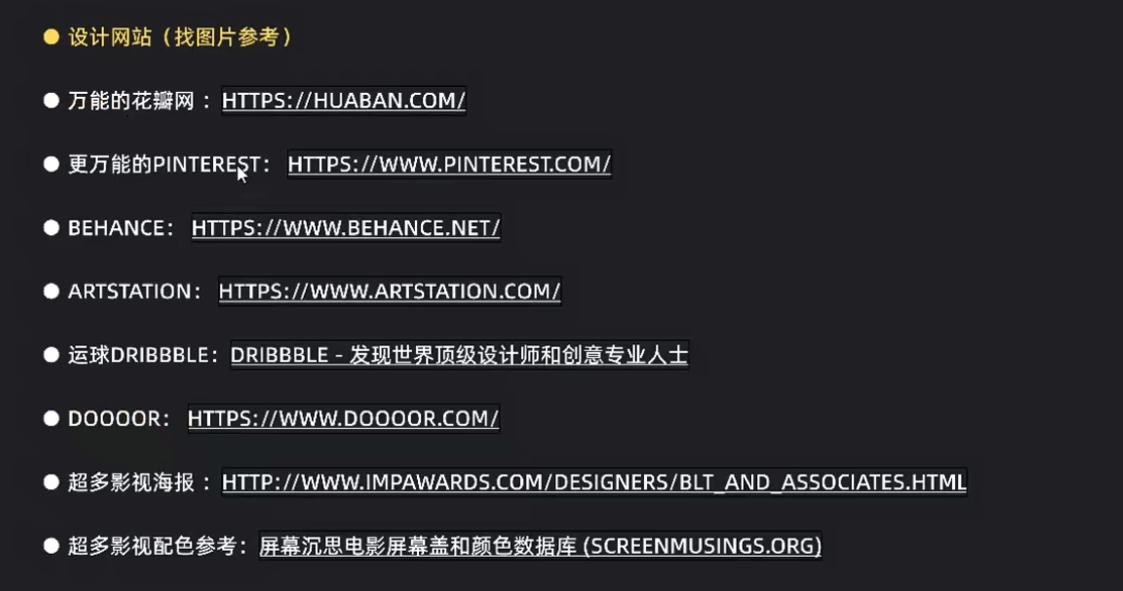 设计网站（找图片参考）
万能的花瓣网： HTTPS://HUABAN.COM/
更万能的PINTEREST： HTTPS://WWW.PINTEREST.COM/
BEHANCE： HTTPS://WWW.BEHANCE.NET/
ARTSTATION： HTTPS://WWW.ARTSTATION.COM/
运球DRIBBBLE： DRIBBBLE - 发现世界顶级设计师和创意专业人士
DOOOOR： HTTPS://WWW.DOOOOR.COM/
超多影视海报： HTTP://WWW.IMPAWARDS.COM/DESIGNERS/BLT_AND_ASSOCIATES.HTML
超多影视配色参考： 屏幕沉思电影屏幕盖和颜色数据库 (SCREENMUSINGS.ORG)